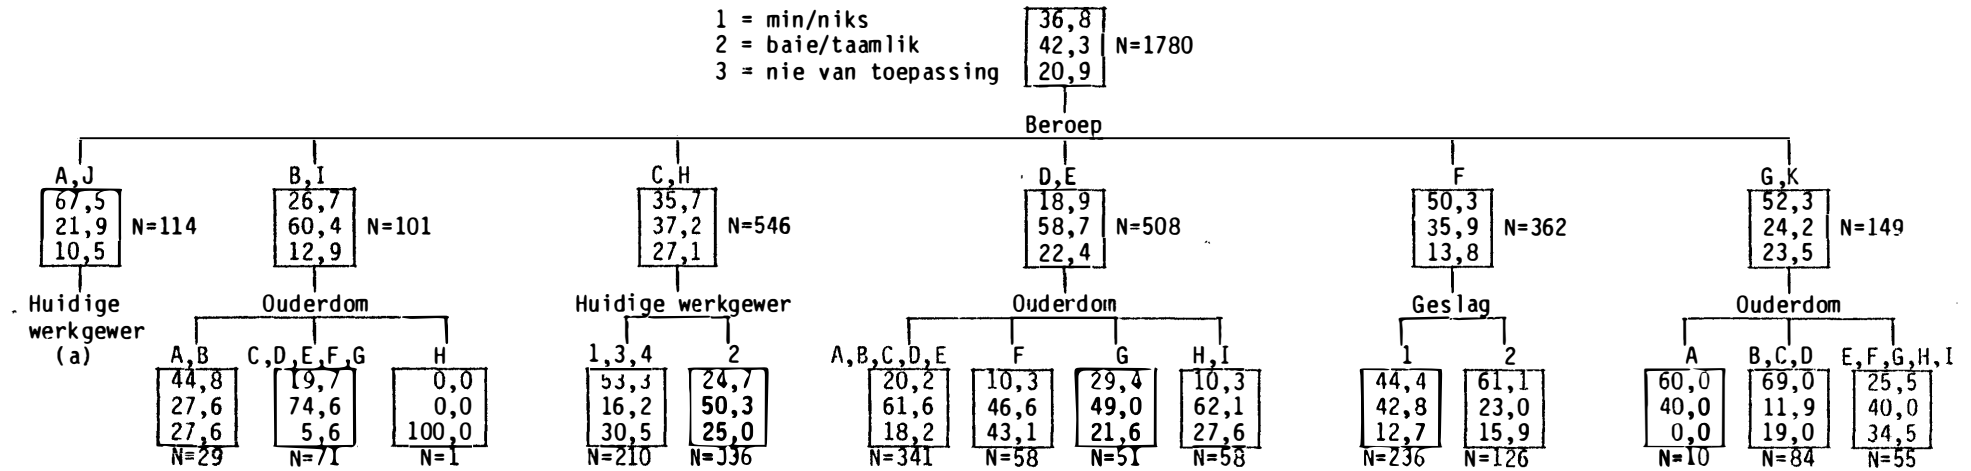 1 = min/niks
2 = baie/taamlik
3 = nie van toepassing
36,8
42,3 N=1780
20,9
Beroep
A,J B,I C,H D,E F G,K
67,5 26,7 35,7 18,9 50,3 52,3
21,9 N=114 60,4 N=101 37,2 N=546 58,7 N=508 35,9 N=362 24,2 N=149
10,5 12,9 27,1 22,4 13,8 23,5
Huidige Ouderdom Huidige werkgewer Ouderdom Geslag Ouderdom
werkgewer
(a) A,B C,D,E,F,G H 1,3,4 2 A,B,C,D,E F G H,I 1 2 A B,C,D E,F,G,H,I
44,8 19,7 0,0 53,3 24,7 20,2 10,3 29,4 10,3 44,4 61,1 60,0 69,0 25,5
27,6 74,6 0,0 16,2 50,3 61,6 46,6 49,0 62,1 42,8 23,0 40,0 11,9 40,0
27,6 5,6 100,0 30,5 25,0 18,2 43,1 21,6 27,6 12,7 15,9 0,0 19,0 34,5
N=29 N=71 N=1 N=210 N=336 N=341 N=58 N=51 N=58 N=236 N=126 N=10 N=84 N=55